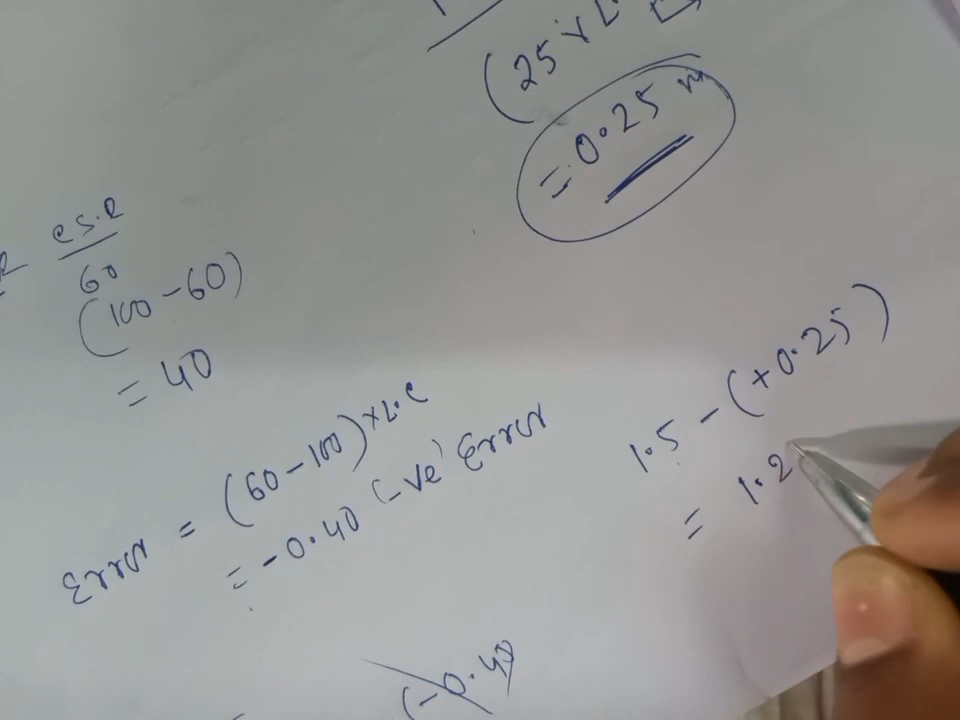 (25 × L.
= 0.25
C.S.R
60
(100 - 60)
= 40
Error = (60 - 100) × L.C
= -0.40 (-ve) Error
1.5 - (+0.25)
= 1.2
(-0.40